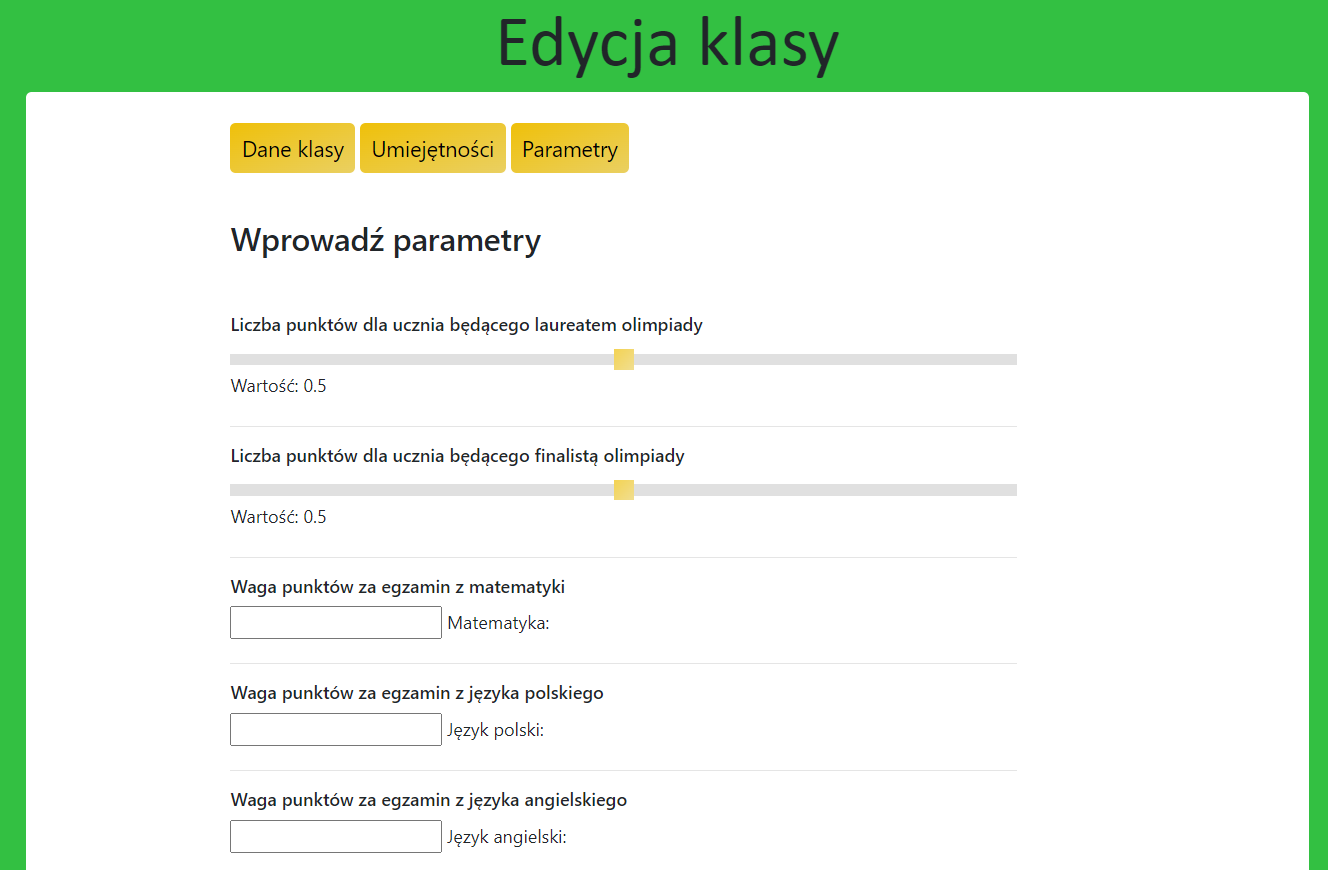 Edycja klasy
Dane klasy Umiejętności Parametry
Wprowadź parametry
Liczba punktów dla ucznia będącego laureatem olimpiady
Wartość: 0.5
Liczba punktów dla ucznia będącego finalistą olimpiady
Wartość: 0.5
Waga punktów za egzamin z matematyki
Matematyka:
Waga punktów za egzamin z języka polskiego
Język polski:
Waga punktów za egzamin z języka angielskiego
Język angielski: